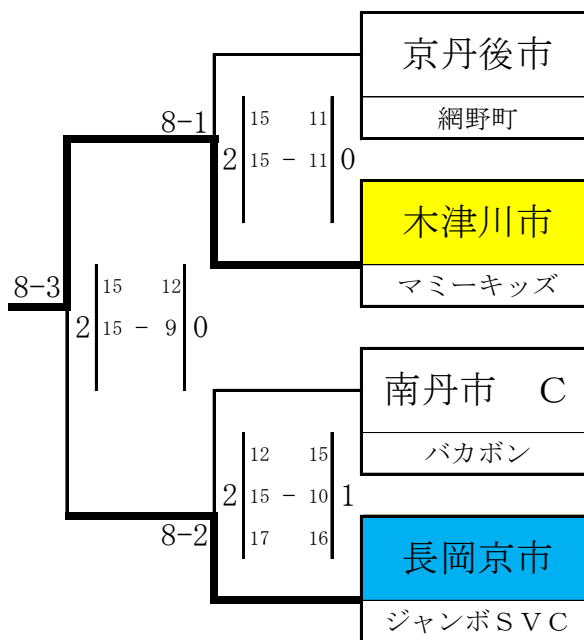 京丹後市
網野町
8-1
15 11
2 15 - 11 0
木津川市
マミーキッズ
8-3
15 12
2 15 - 9 0
南丹市　C
バカボン
12 15
2 15 - 10 1
17 16
8-2
長岡京市
ジャンボＳＶＣ